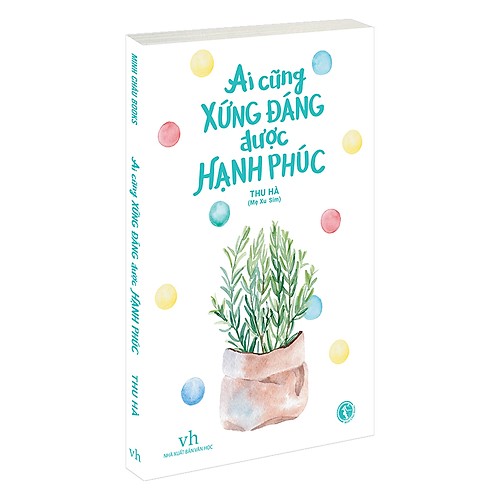 Ai cũng
XỨNG ĐÁNG
được
HẠNH PHÚC
THU HÀ
(Mẹ Xu Sim)
vh
NHÀ XUẤT BẢN VĂN HỌC
MINH CHÂU BOOKS
Ai cũng XỨNG ĐÁNG được HẠNH PHÚC
THU HÀ
vh